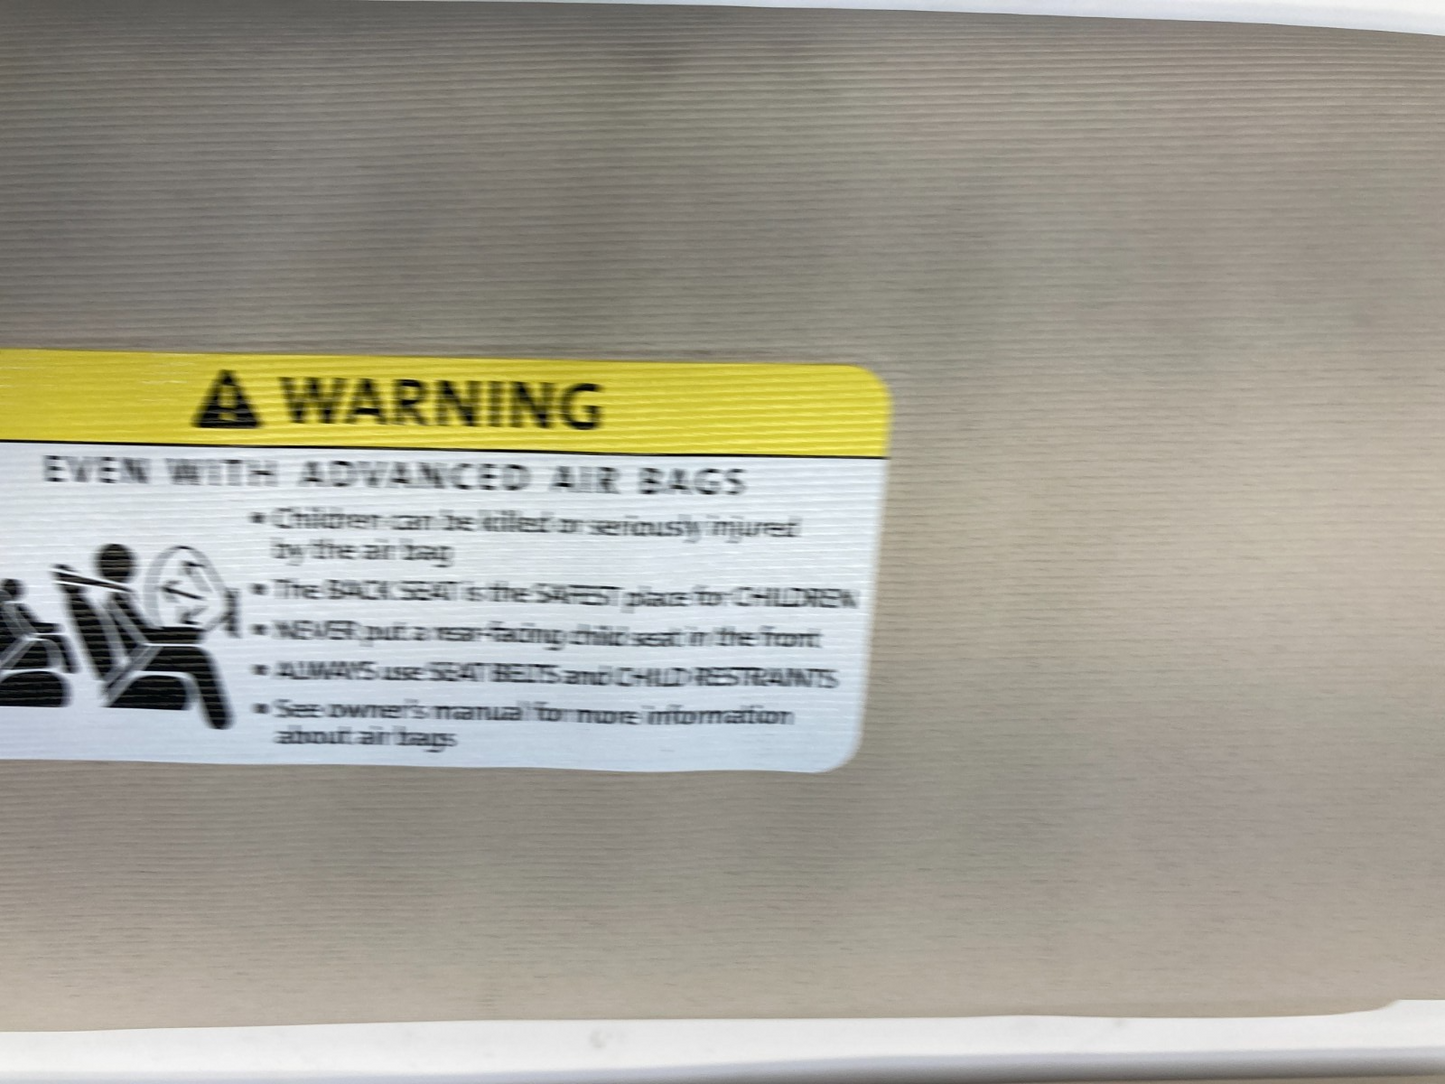 WARNING
EVEN WITH ADVANCED AIR BAGS
• Children can be killed or seriously injured
by the air bag
• The BACK SEAT is the SAFEST place for CHILDREN
• NEVER put a rear-facing child seat in the front
• ALWAYS use SEAT BELTS and CHILD RESTRAINTS
• See owner's manual for more information
about air bags